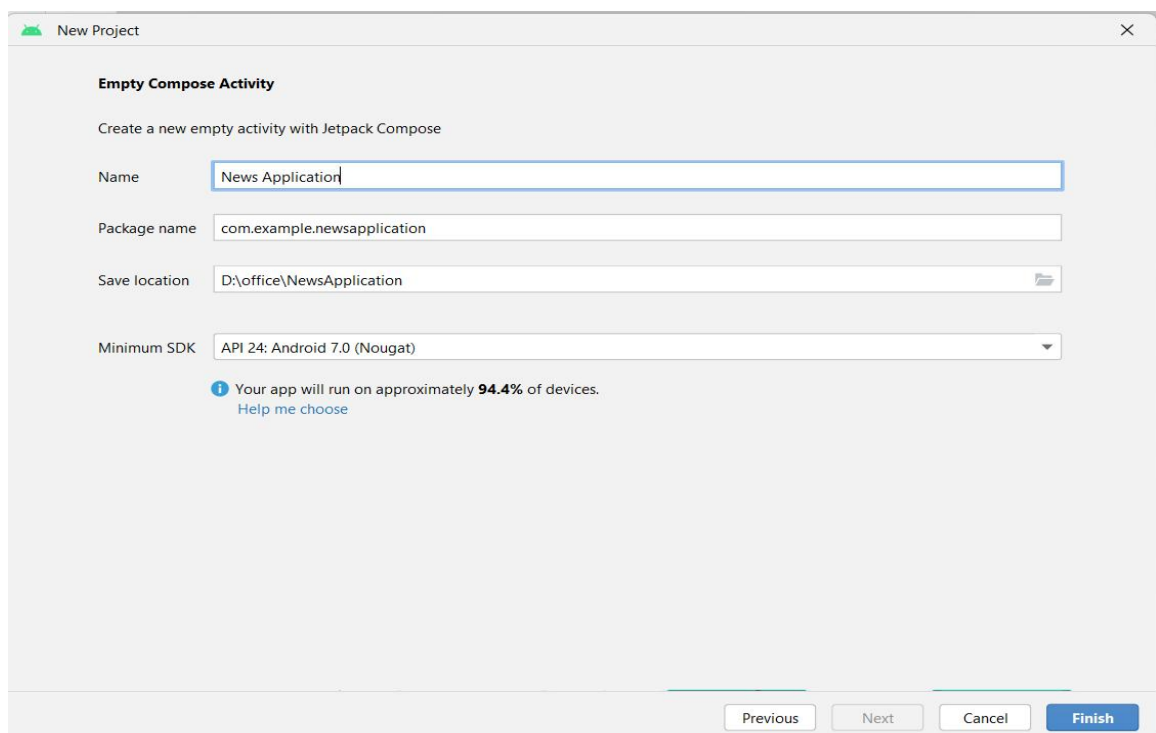 New Project
Empty Compose Activity
Create a new empty activity with Jetpack Compose
Name News Application
Package name com.example.newsapplication
Save location D:\office\NewsApplication
Minimum SDK API 24: Android 7.0 (Nougat)
Your app will run on approximately 94.4% of devices.
Help me choose
Previous Next Cancel Finish